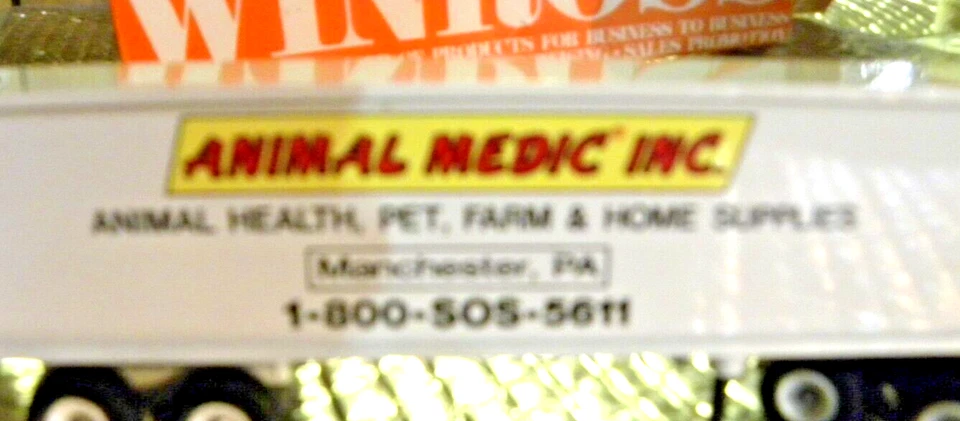 WINROSS
PRODUCTS FOR BUSINESS TO BUSINESS
SALES PROMOTION
ANIMAL MEDIC INC.
ANIMAL HEALTH, PET, FARM & HOME SUPPLIES
Manchester, PA
1-800-SOS-5611